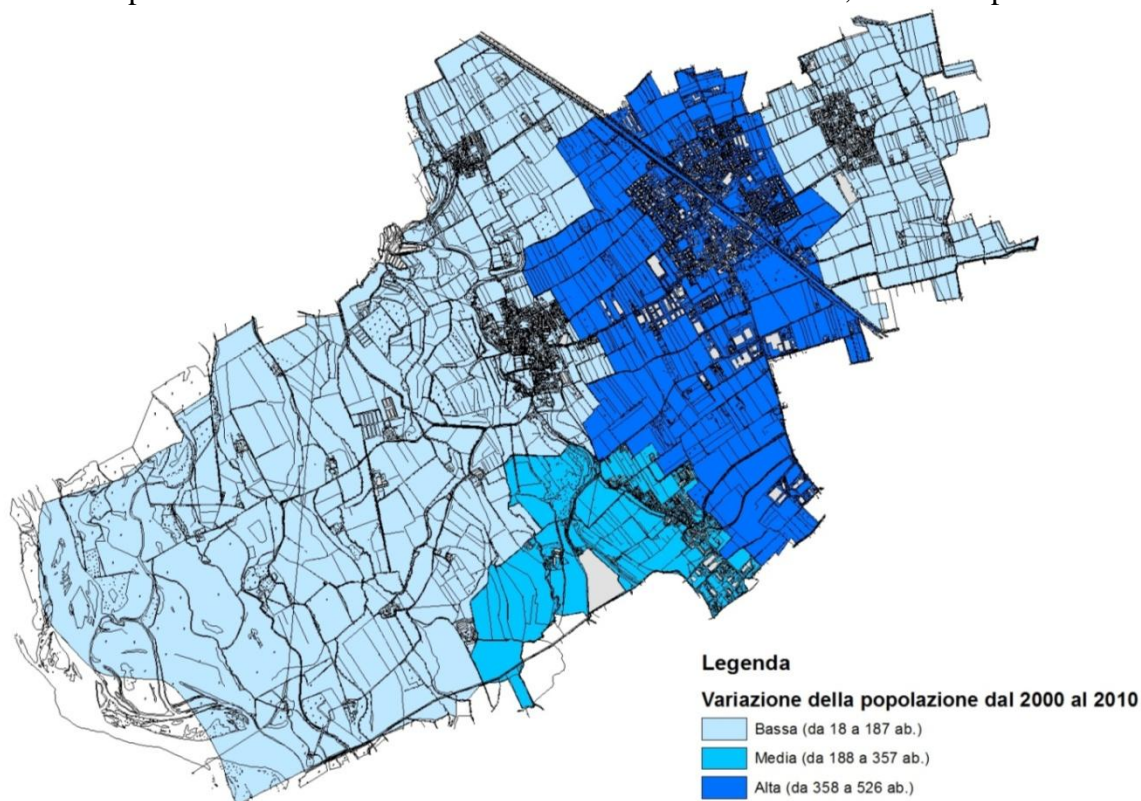 Legenda
Variazione della popolazione dal 2000 al 2010
Bassa (da 18 a 187 ab.)
Media (da 188 a 357 ab.)
Alta (da 358 a 526 ab.)